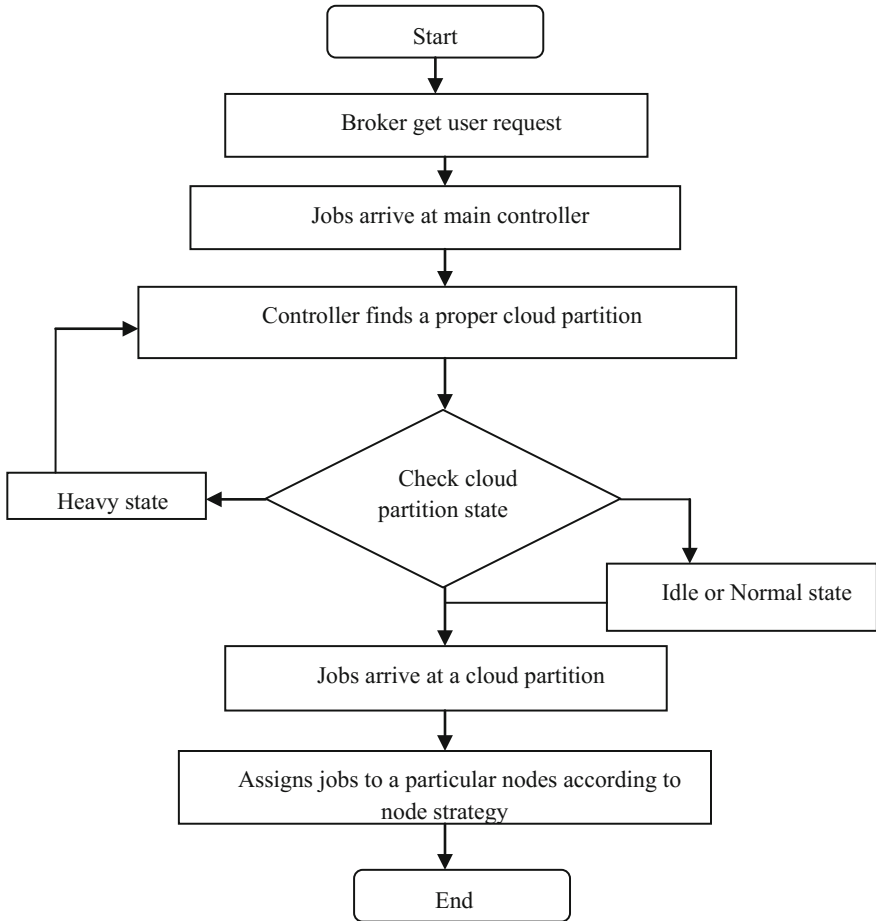 Start
Broker get user request
Jobs arrive at main controller
Controller finds a proper cloud partition
Check cloud
partition state
Heavy state
Idle or Normal state
Jobs arrive at a cloud partition
Assigns jobs to a particular nodes according to
node strategy
End